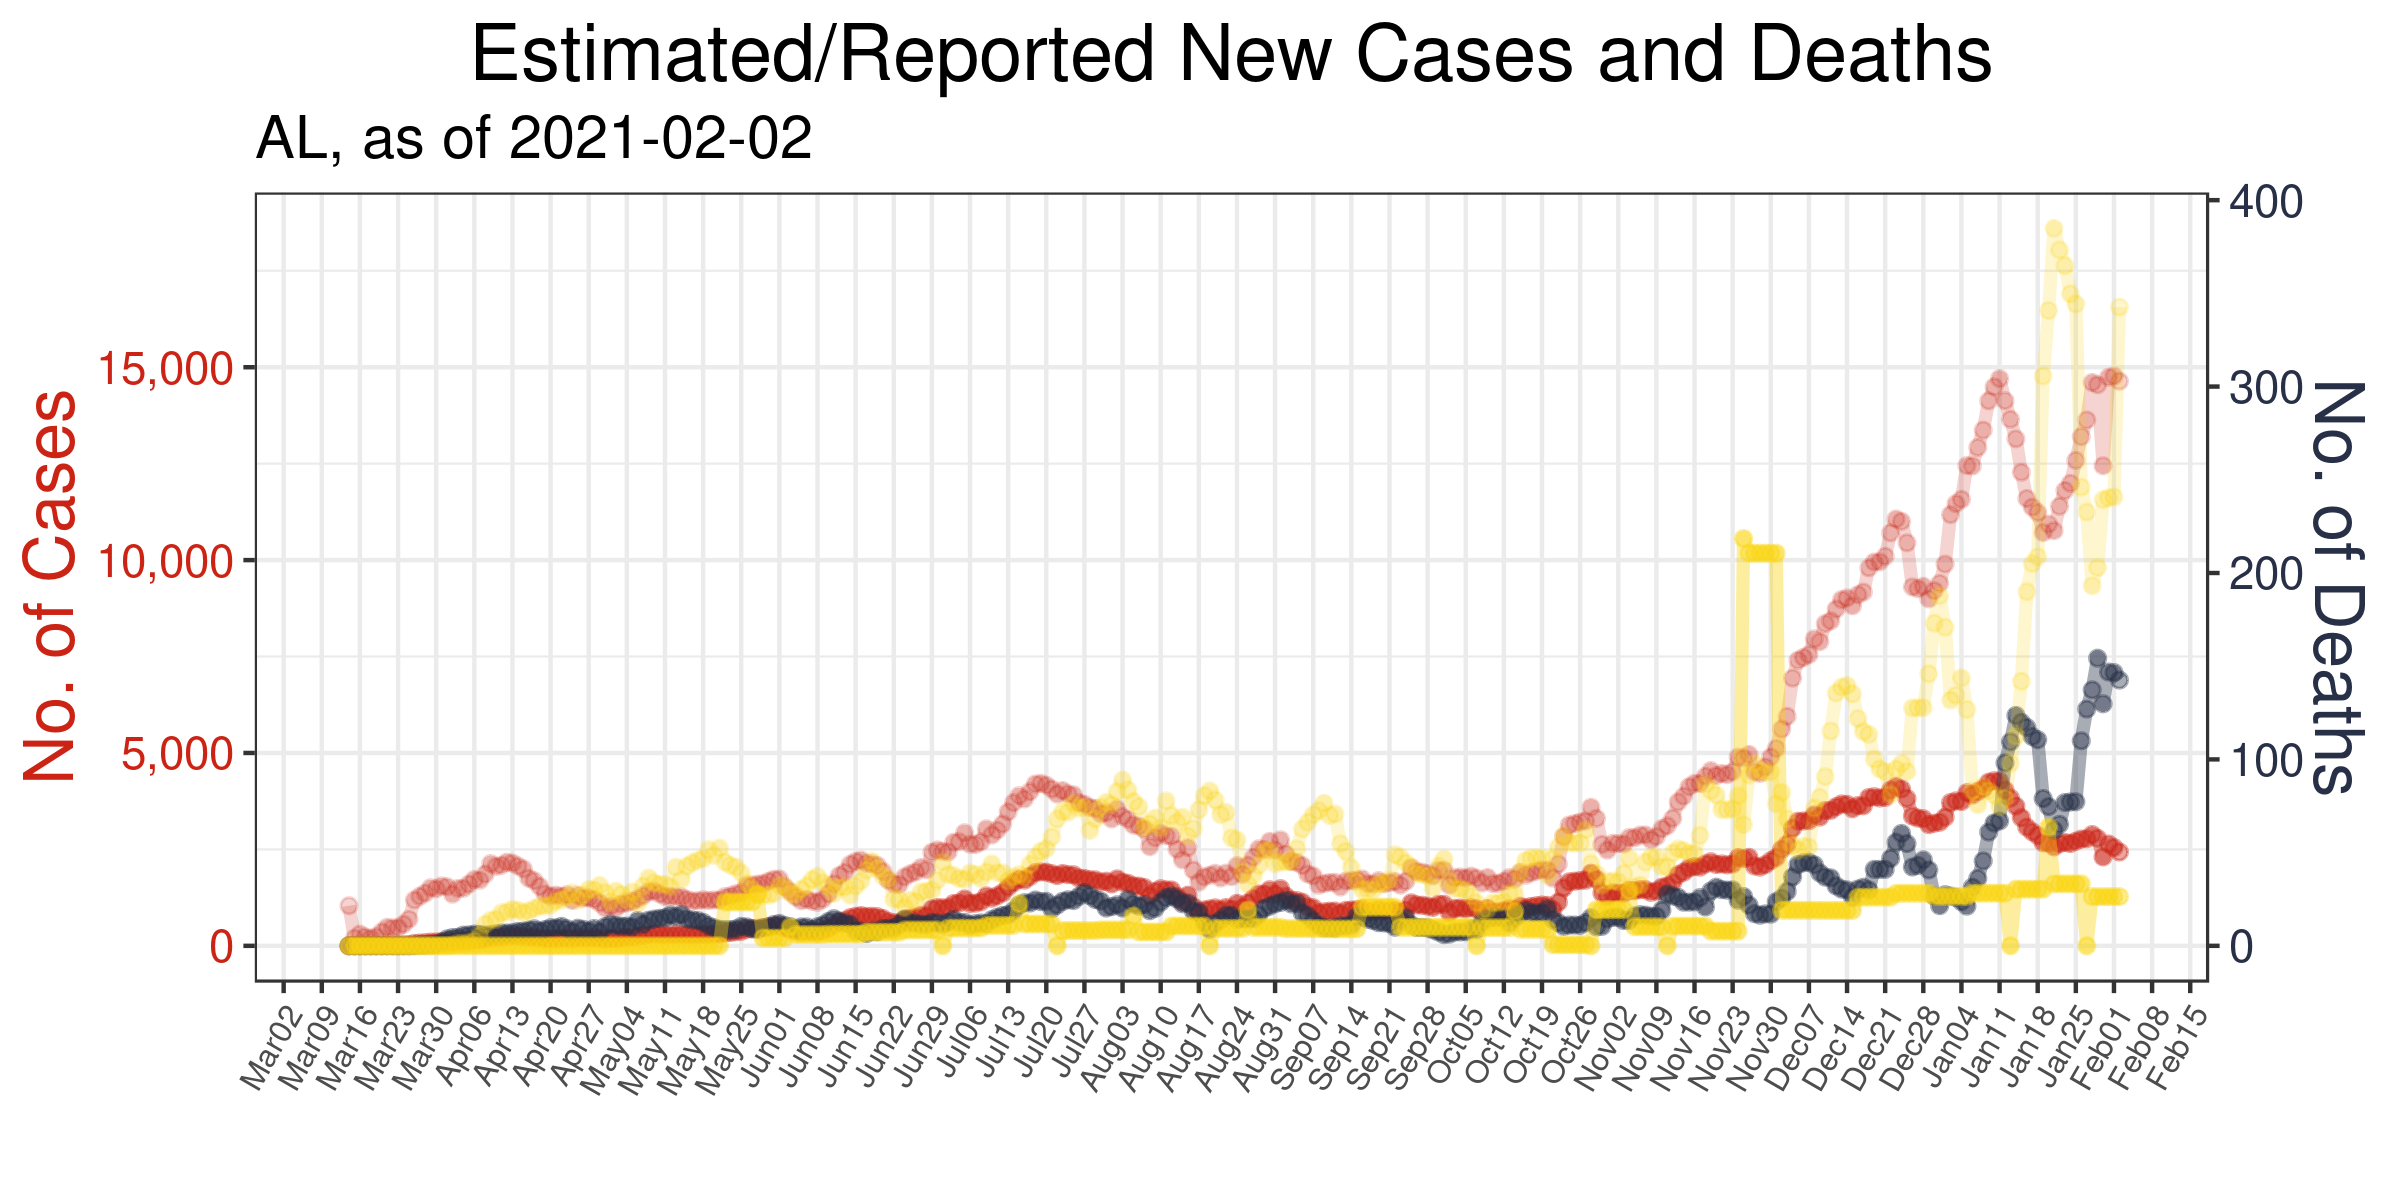 Estimated/Reported New Cases and Deaths
AL, as of 2021-02-02
No. of Cases
15,000
10,000
5,000
0
400
300
200
100
0
No. of Deaths
Mar02
Mar09
Mar16
Mar23
Mar30
Apr06
Apr13
Apr20
Apr27
May04
May11
May18
May25
Jun01
Jun08
Jun15
Jun22
Jun29
Jul06
Jul13
Jul20
Jul27
Aug03
Aug10
Aug17
Aug24
Aug31
Sep07
Sep14
Sep21
Sep28
Oct05
Oct12
Oct19
Oct26
Nov02
Nov09
Nov16
Nov23
Nov30
Dec07
Dec14
Dec21
Dec28
Jan04
Jan11
Jan18
Jan25
Feb01
Feb08
Feb15